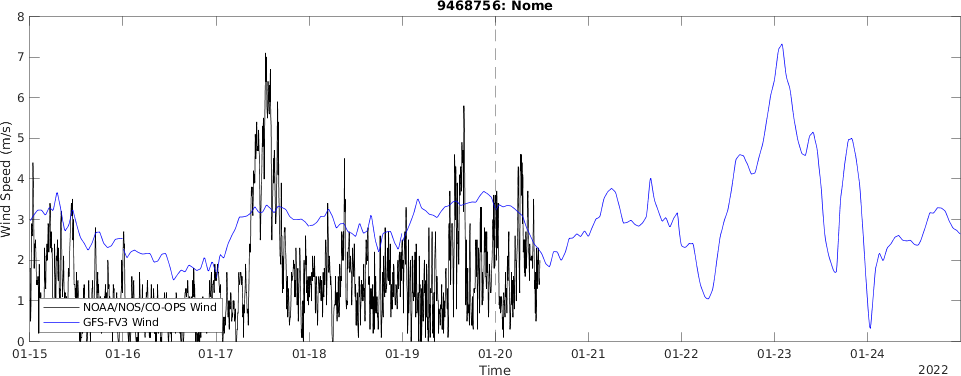 9468756: Nome
8
7
6
5
4
3
2
1
0
Wind Speed (m/s)
NOAA/NOS/CO-OPS Wind
GFS-FV3 Wind
01-15 01-16 01-17 01-18 01-19 01-20 01-21 01-22 01-23 01-24
Time
2022